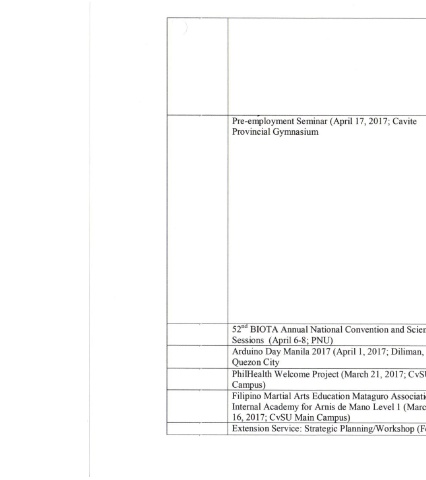 Pre-employment Seminar (April 17, 2017; Cavite
Provincial Gymnasium
52nd BIOTA Annual National Convention and Scien
Sessions (April 6-8; PNU)
Arduino Day Manila 2017 (April 1, 2017; Diliman,
Quezon City
PhilHealth Welcome Project (March 21, 2017; CvSU
Campus)
Filipino Martial Arts Education Mataguro Associati
Internal Academy for Arnis de Mano Level 1 (Marc
16, 2017; CvSU Main Campus)
Extension Service: Strategic Planning/Workshop (Fe